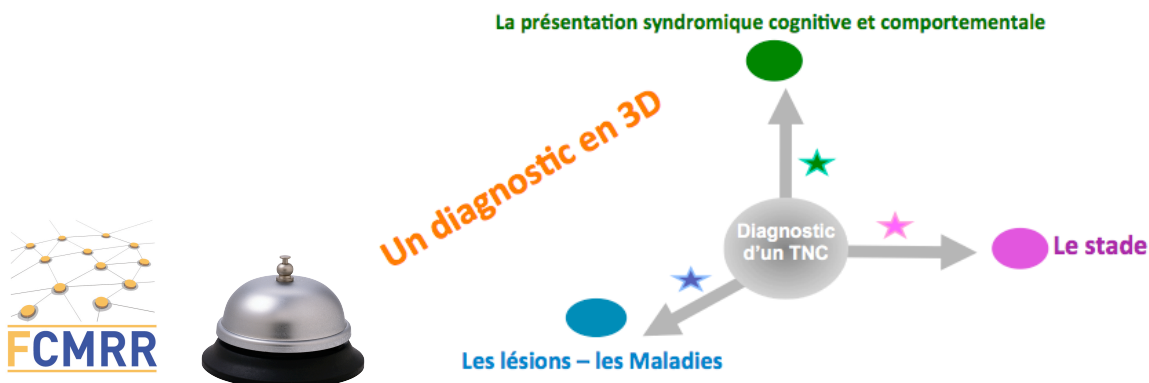 La présentation syndromique cognitive et comportementale
Un diagnostic en 3D
Diagnostic
d'un TNC
Le stade
Les lésions – les Maladies
FCMRR